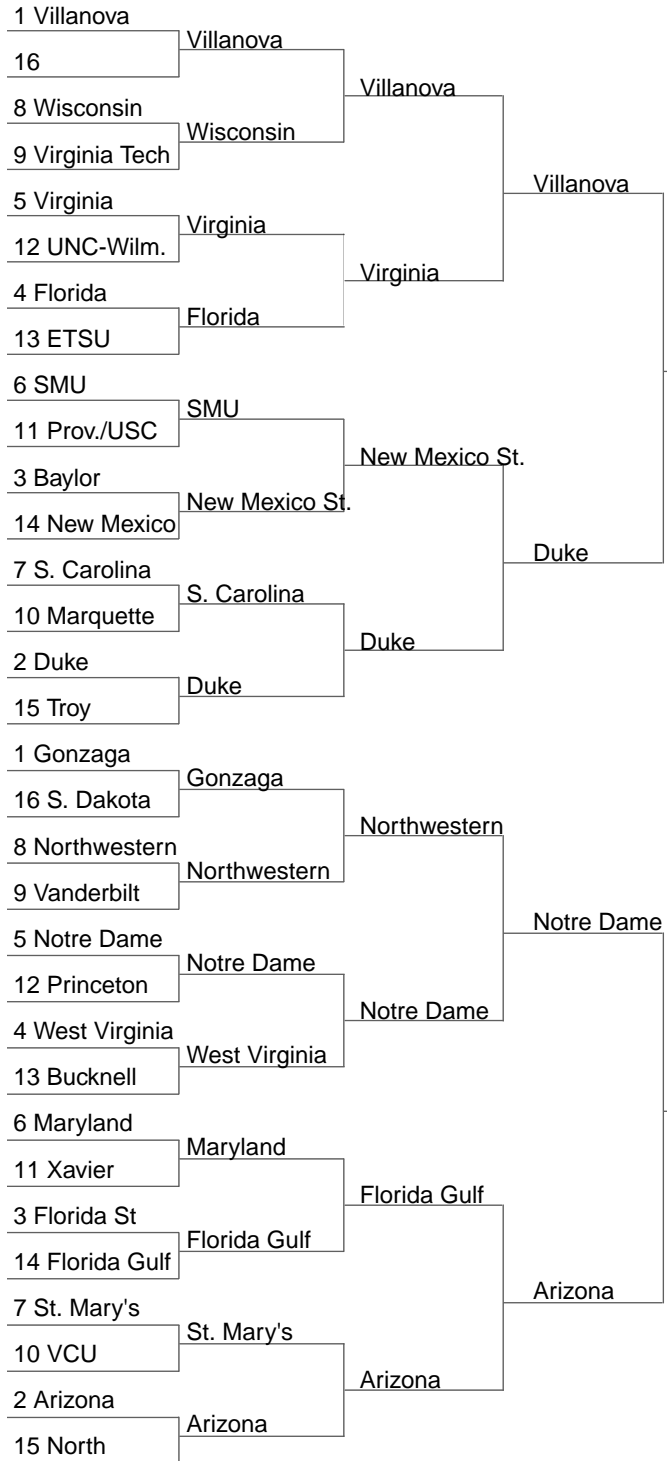 1 Villanova
16
8 Wisconsin
9 Virginia Tech
5 Virginia
12 UNC-Wilm.
4 Florida
13 ETSU
6 SMU
11 Prov./USC
3 Baylor
14 New Mexico
7 S. Carolina
10 Marquette
2 Duke
15 Troy
1 Gonzaga
16 S. Dakota
8 Northwestern
9 Vanderbilt
5 Notre Dame
12 Princeton
4 West Virginia
13 Bucknell
6 Maryland
11 Xavier
3 Florida St
14 Florida Gulf
7 St. Mary's
10 VCU
2 Arizona
15 North
Villanova
Wisconsin
Virginia
Florida
SMU
New Mexico St.
S. Carolina
Duke
Gonzaga
Northwestern
Notre Dame
West Virginia
Maryland
Florida Gulf
St. Mary's
Arizona
Villanova
Virginia
New Mexico St.
Duke
Northwestern
Notre Dame
Florida Gulf
Arizona
Villanova
Duke
Notre Dame
Arizona